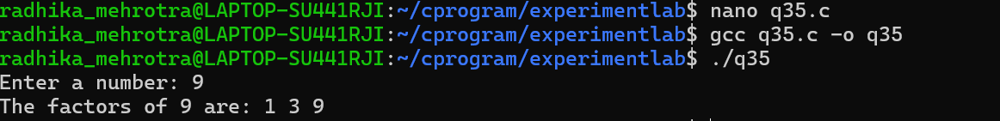 radhika_mehrotra@LAPTOP-SU441RJI:~/cprogram/experimentlab$ nano q35.c
radhika_mehrotra@LAPTOP-SU441RJI:~/cprogram/experimentlab$ gcc q35.c -o q35
radhika_mehrotra@LAPTOP-SU441RJI:~/cprogram/experimentlab$ ./q35
Enter a number: 9
The factors of 9 are: 1 3 9